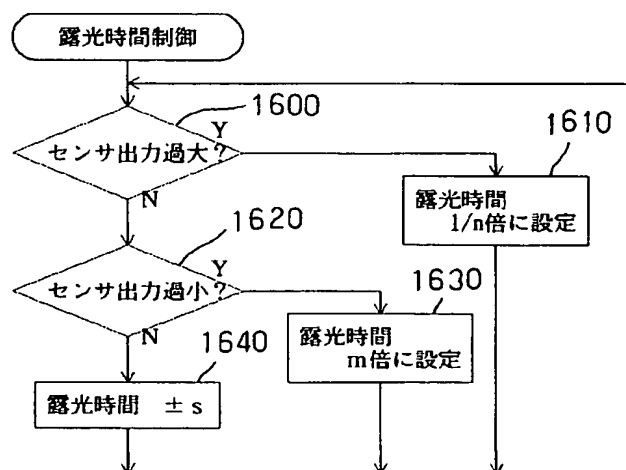 露光時間制御
1600
Y
センサ出力過大?
N
1610
露光時間
1/n倍に設定
1620
Y
センサ出力過小?
N
1630
露光時間
m倍に設定
1640
露光時間 ±s